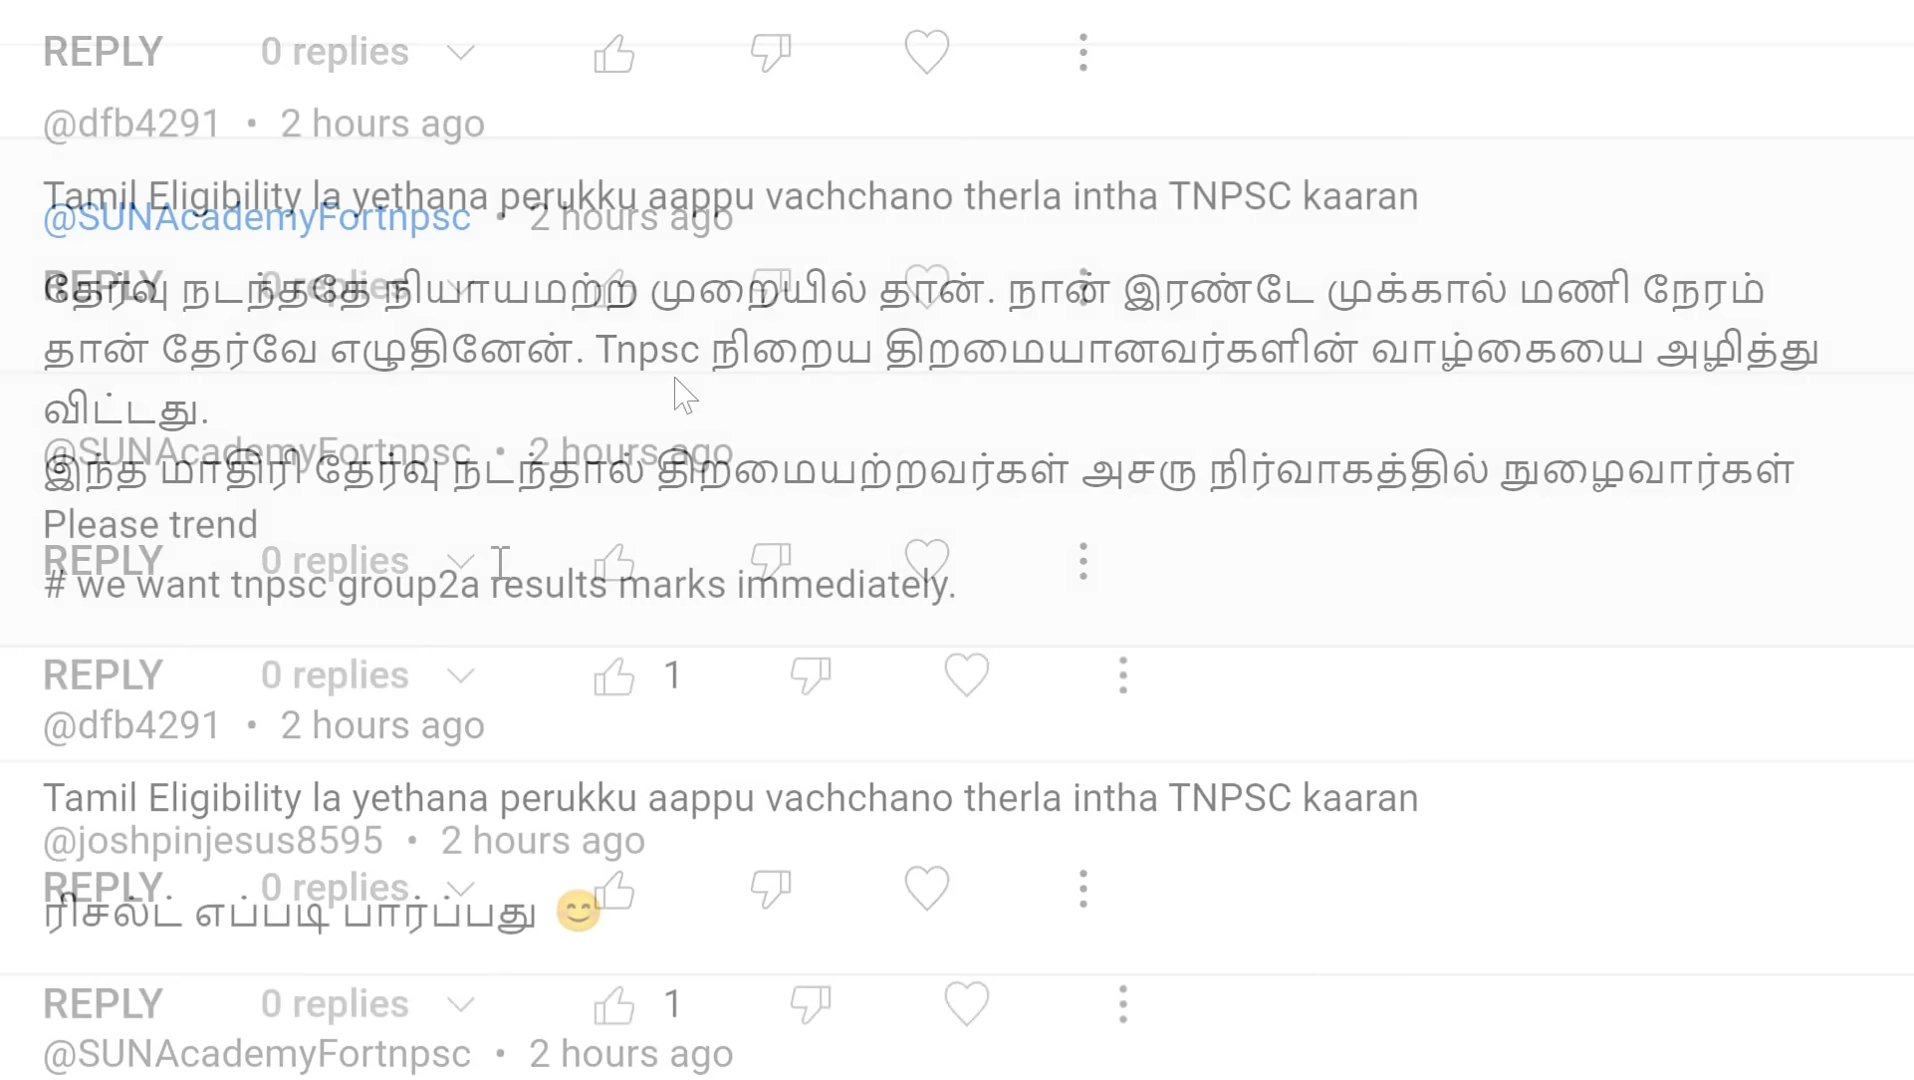 REPLY 0 replies
@dfb4291 • 2 hours ago
Tamil Eligibility la yethana perukku aappu vachchano therla intha TNPSC kaaran
@SUNAcademyFortnpsc • 2 hours ago
REPLY 0 replies
தேர்வு நடந்ததே நியாயமற்ற முறையில் தான். நான் இரண்டே முக்கால் மணி நேரம்
தான் தேர்வே எழுதினேன். Tnpsc நிறைய திறமையானவர்களின் வாழ்கையை அழித்து
விட்டது.
@SUNAcademyFortnpsc • 2 hours ago
இந்த மாதிரி தேர்வு நடந்தால் திறமையற்றவர்கள் அசரு நிர்வாகத்தில் நுழைவார்கள்
Please trend
REPLY 0 replies
# we want tnpsc group2a results marks immediately.
REPLY 0 replies 1
@dfb4291 • 2 hours ago
Tamil Eligibility la yethana perukku aappu vachchano therla intha TNPSC kaaran
@joshpinjesus8595 • 2 hours ago
REPLY 0 replies
ரிசல்ட் எப்படி பார்ப்பது 😊
REPLY 0 replies 1
@SUNAcademyFortnpsc • 2 hours ago